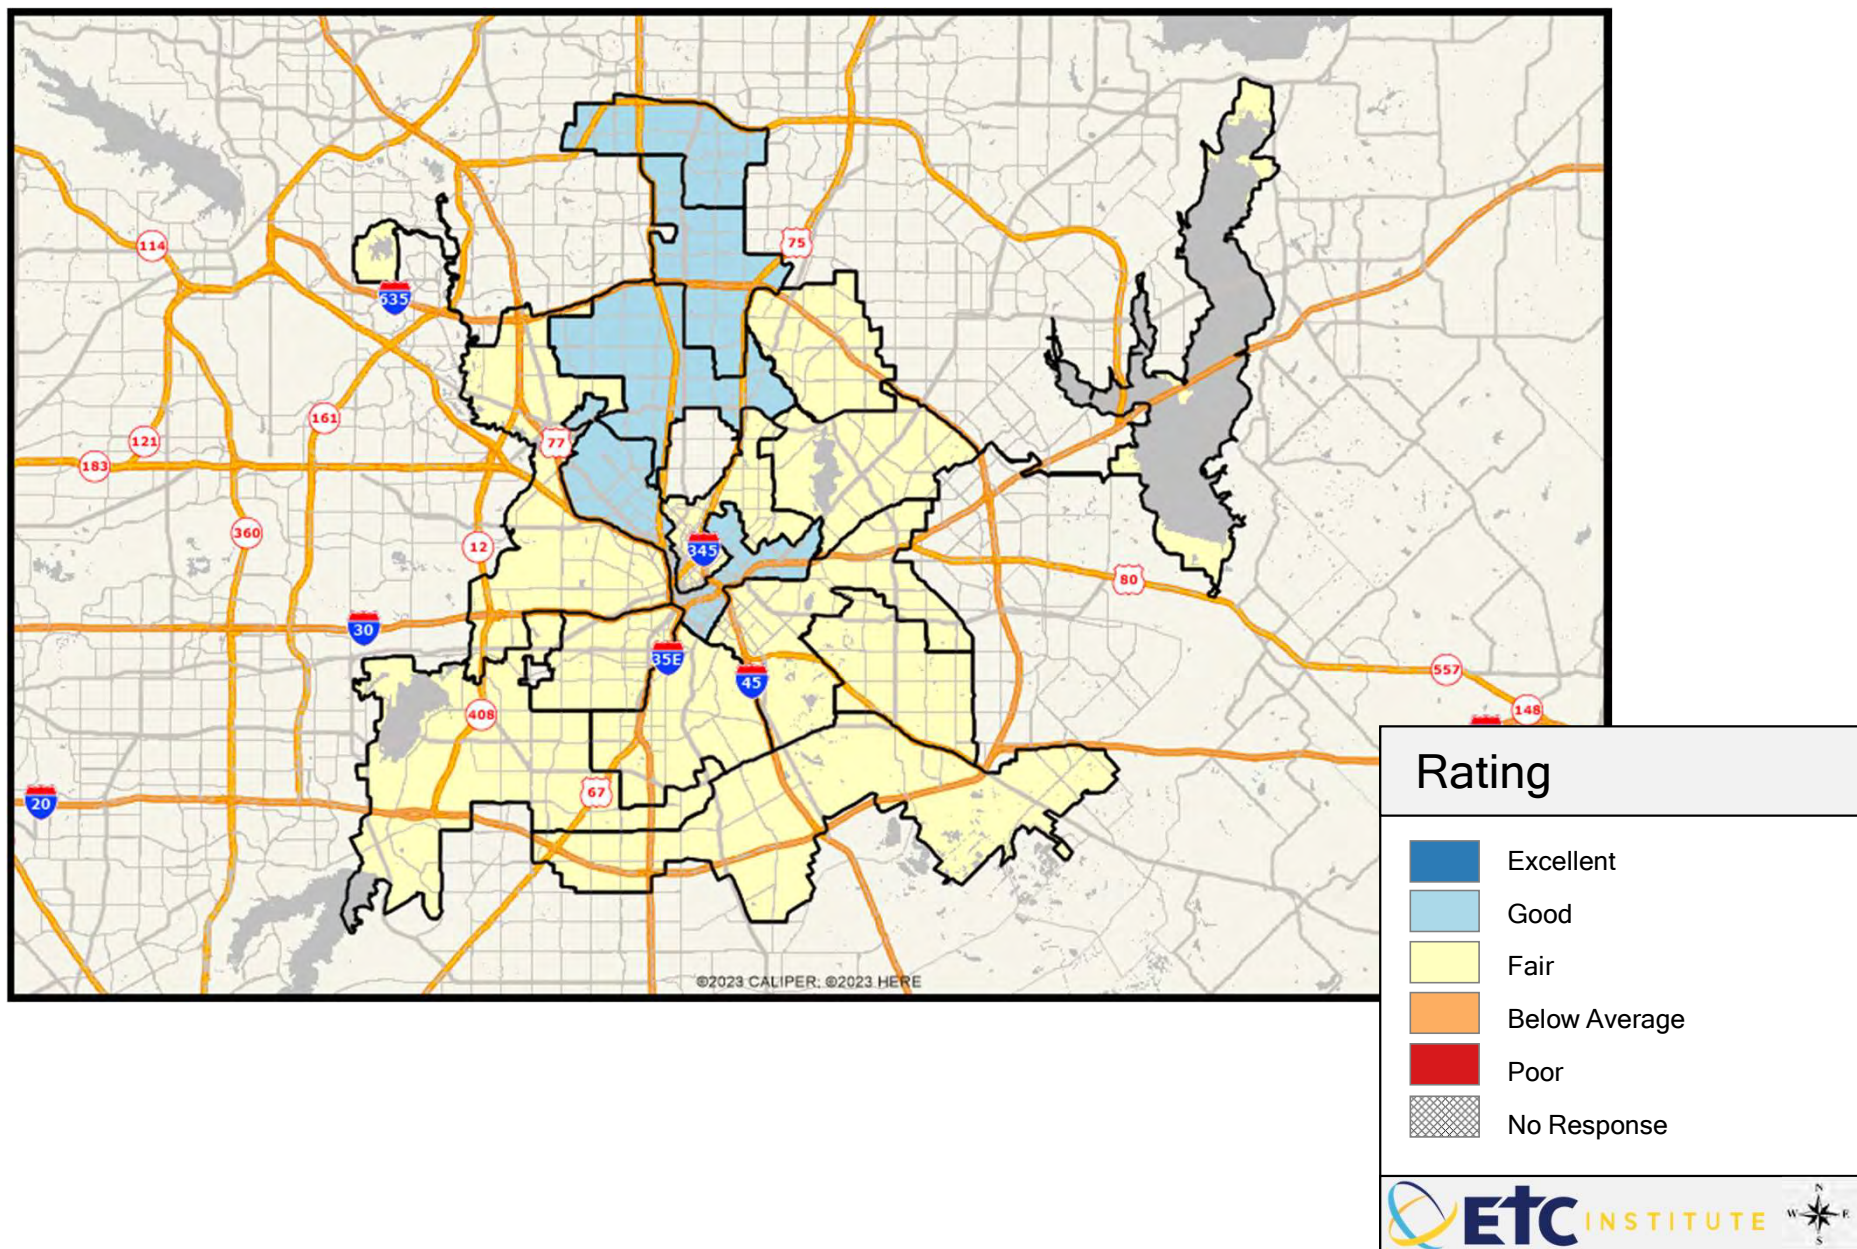 75
114
635
161
77
121
183
360
12
345
80
30
35E
45
557
408
148
67
20
©2023 CALIPER; ©2023 HERE
Rating
Excellent
Good
Fair
Below Average
Poor
No Response
ETC INSTITUTE
N
W E
S